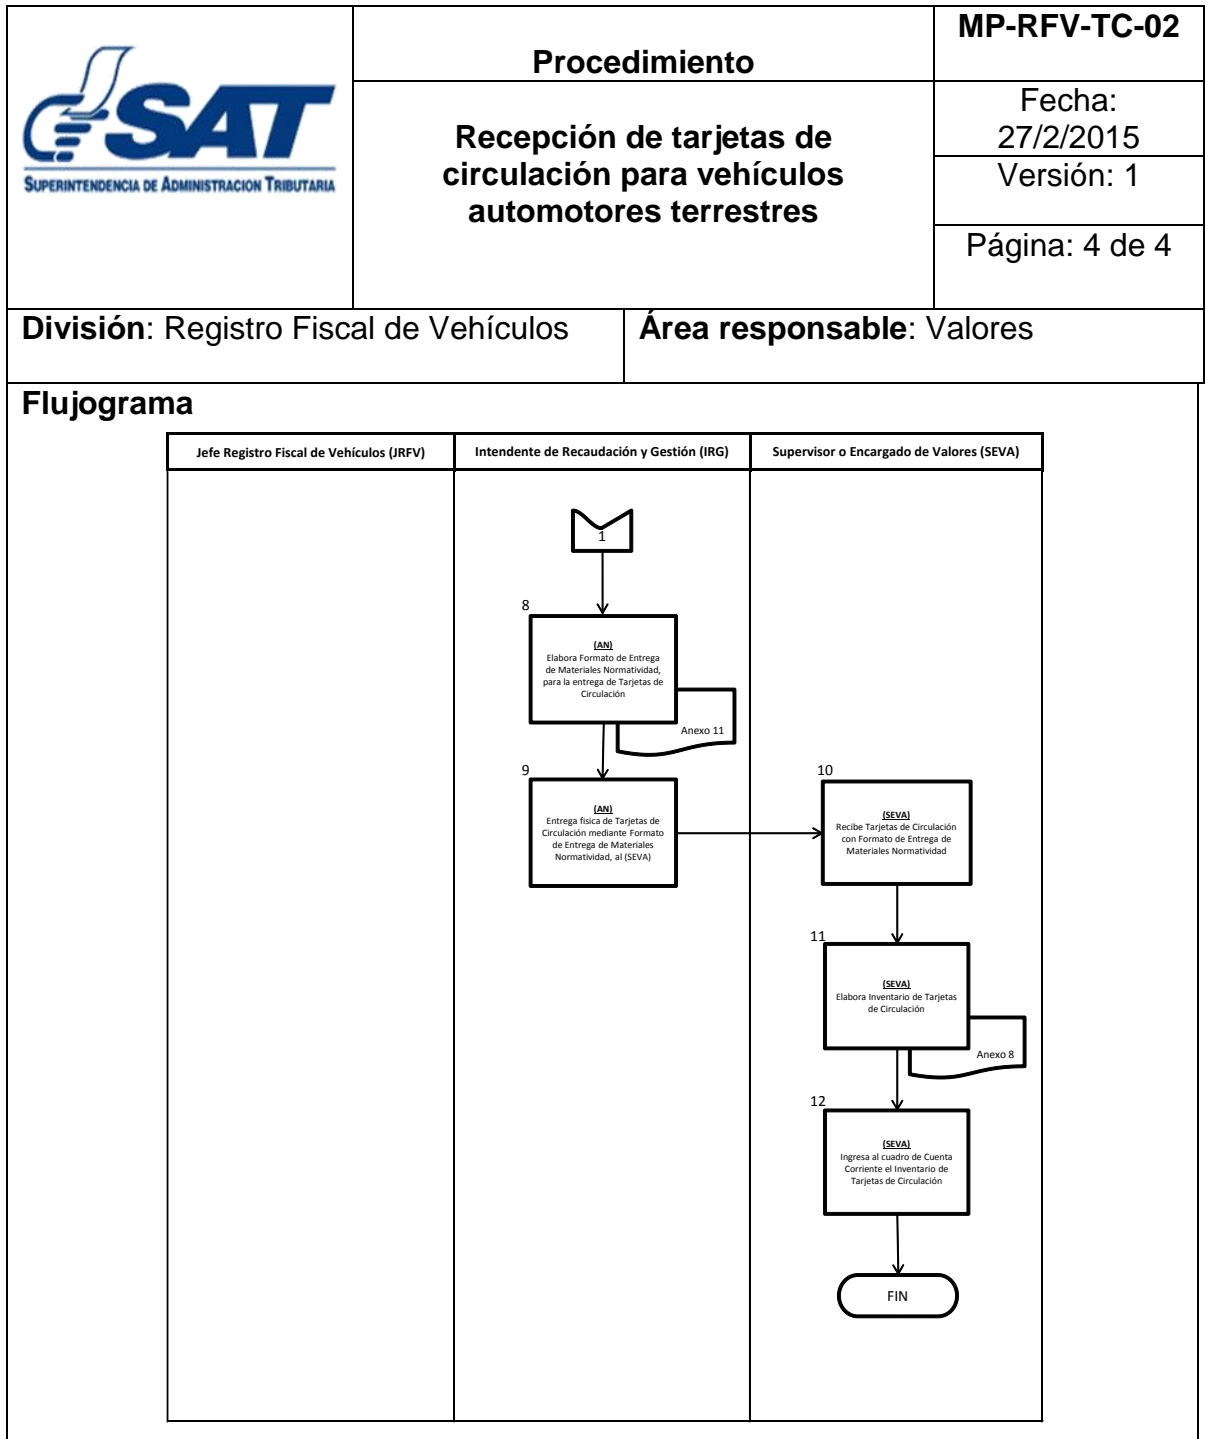 SAT
SUPERINTENDENCIA DE ADMINISTRACION TRIBUTARIA
Procedimiento
Recepción de tarjetas de
circulación para vehículos
automotores terrestres
MP-RFV-TC-02
Fecha:
27/2/2015
Versión: 1
Página: 4 de 4
División: Registro Fiscal de Vehículos
Área responsable: Valores
Flujograma
Jefe Registro Fiscal de Vehículos (JRFV)
Intendente de Recaudación y Gestión (IRG)
Supervisor o Encargado de Valores (SEVA)
1
8
(AN)
Elabora Formato de Entrega
de Materiales Normatividad,
para la entrega de Tarjetas de
Circulación
Anexo 11
9
(AN)
Entrega fisica de Tarjetas de
Circulación mediante Formato
de Entrega de Materiales
Normatividad, al (SEVA)
10
(SEVA)
Recibe Tarjetas de Circulación
con Formato de Entrega de
Materiales Normatividad
11
(SEVA)
Elabora Inventario de Tarjetas
de Circulación
Anexo 8
12
(SEVA)
Ingresa al cuadro de Cuenta
Corriente el Inventario de
Tarjetas de Circulación
FIN